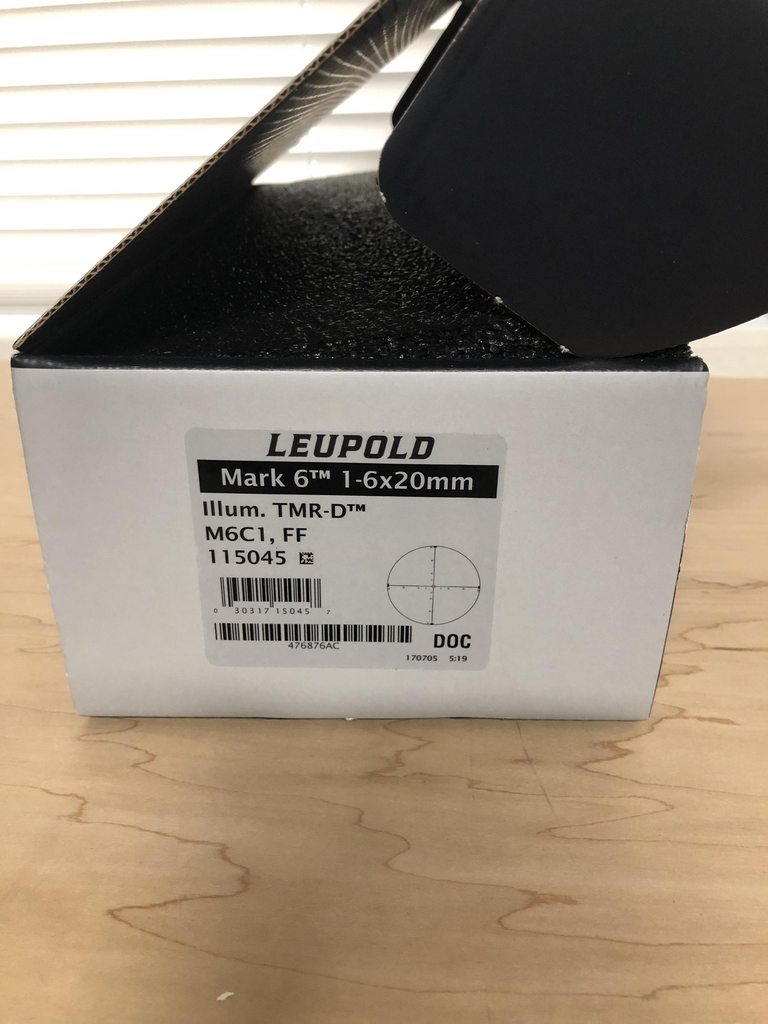 LEUPOLD
Mark 6™ 1-6x20mm
Illum. TMR-D™
M6C1, FF
115045
0 30317 15045 7
476876AC
DOC
170705 5:19